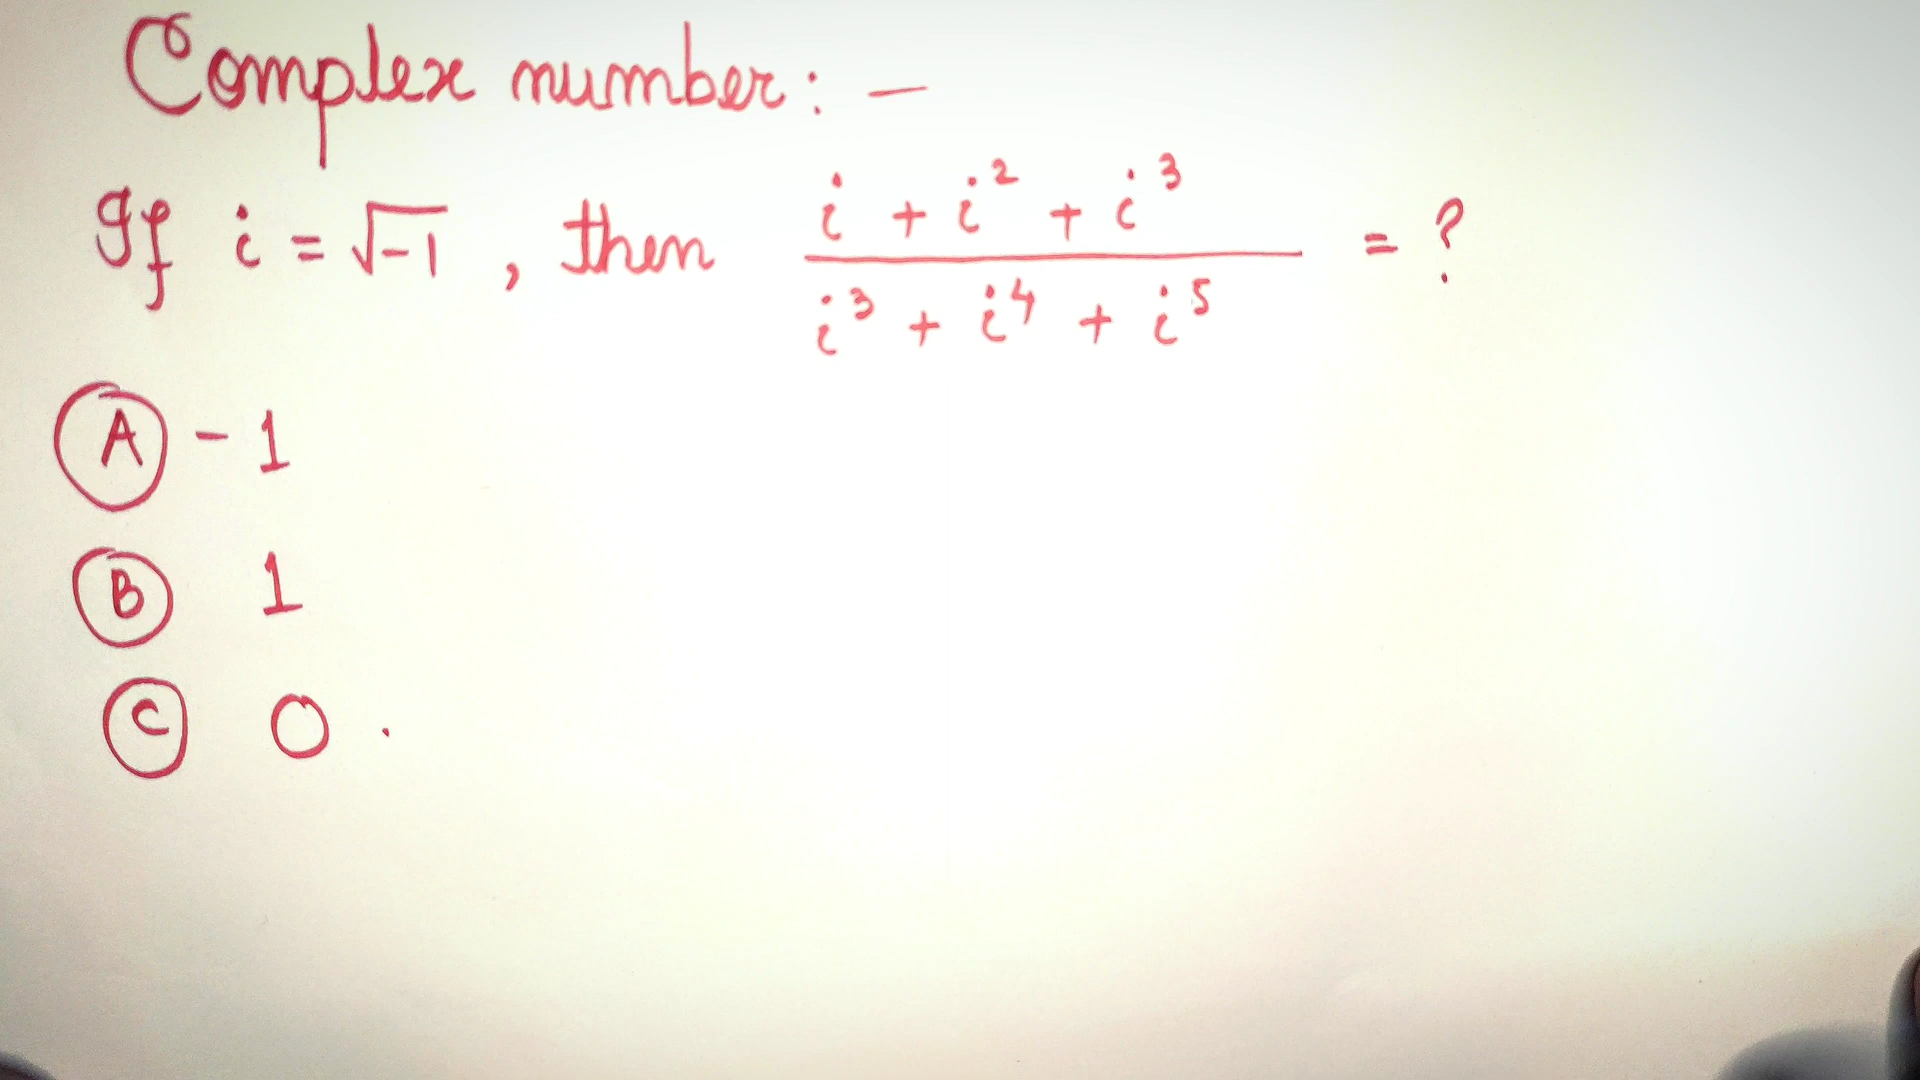 Complex number: —
If i = √-1 , then (i + i² + i³)/(i³ + i⁴ + i⁵) = ?
(A) -1
(B) 1
(C) 0 .